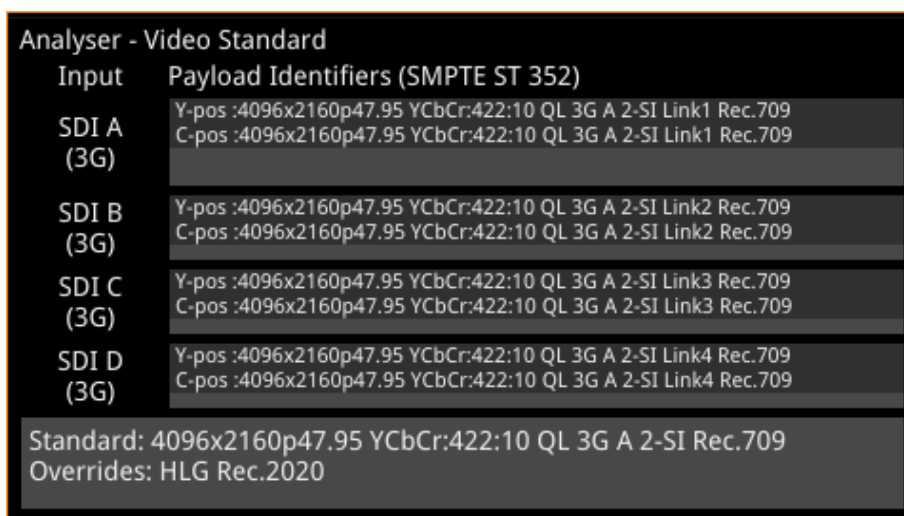 Analyser - Video Standard
Input Payload Identifiers (SMPTE ST 352)
SDI A
(3G)
Y-pos :4096x2160p47.95 YCbCr:422:10 QL 3G A 2-SI Link1 Rec.709
C-pos :4096x2160p47.95 YCbCr:422:10 QL 3G A 2-SI Link1 Rec.709
SDI B
(3G)
Y-pos :4096x2160p47.95 YCbCr:422:10 QL 3G A 2-SI Link2 Rec.709
C-pos :4096x2160p47.95 YCbCr:422:10 QL 3G A 2-SI Link2 Rec.709
SDI C
(3G)
Y-pos :4096x2160p47.95 YCbCr:422:10 QL 3G A 2-SI Link3 Rec.709
C-pos :4096x2160p47.95 YCbCr:422:10 QL 3G A 2-SI Link3 Rec.709
SDI D
(3G)
Y-pos :4096x2160p47.95 YCbCr:422:10 QL 3G A 2-SI Link4 Rec.709
C-pos :4096x2160p47.95 YCbCr:422:10 QL 3G A 2-SI Link4 Rec.709
Standard: 4096x2160p47.95 YCbCr:422:10 QL 3G A 2-SI Rec.709
Overrides: HLG Rec.2020